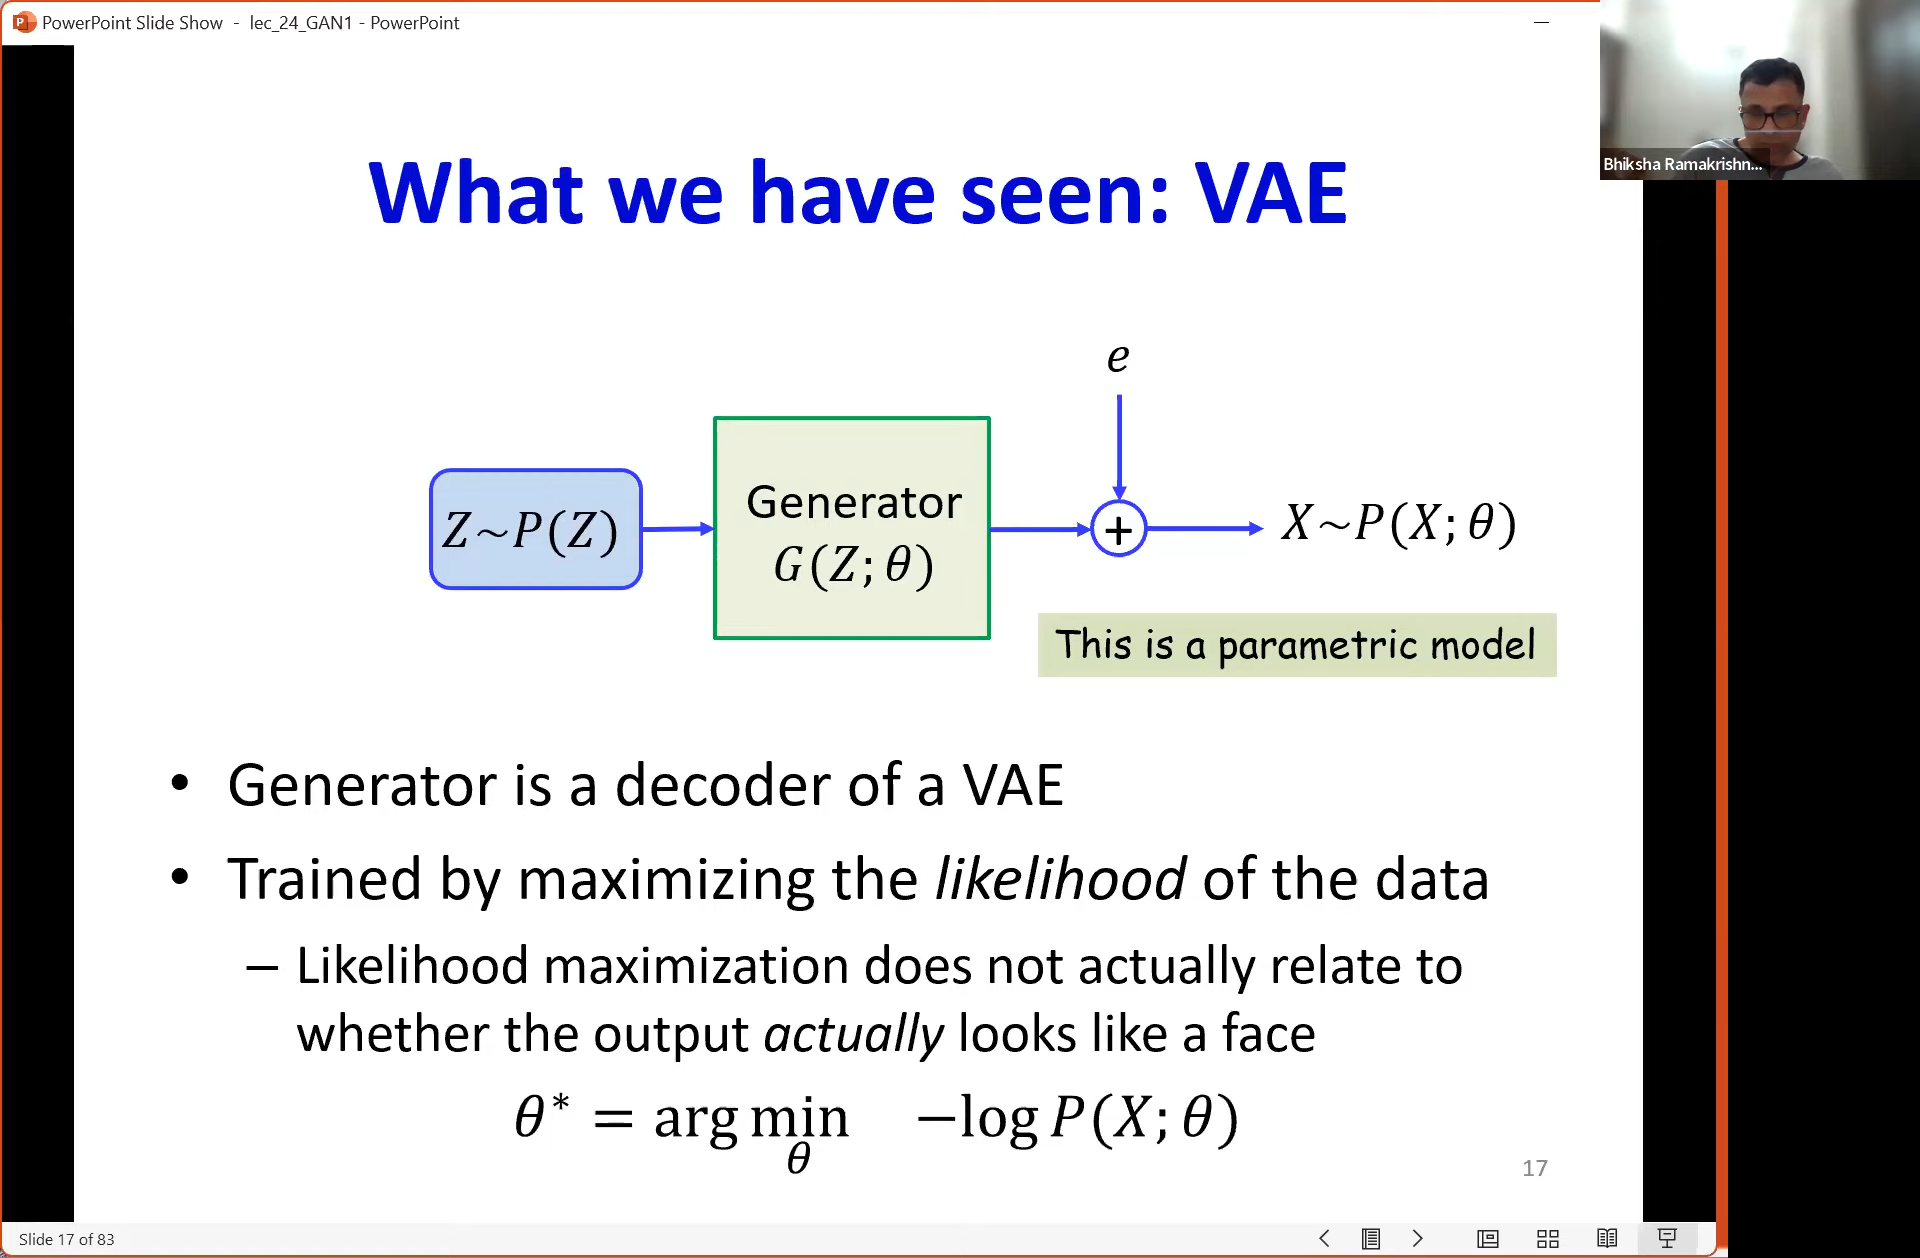 PowerPoint Slide Show - lec_24_GAN1 - PowerPoint
Bhiksha Ramakrishn...
What we have seen: VAE
e
Z~P(Z)
Generator
G(Z; θ)
+
X~P(X; θ)
This is a parametric model
• Generator is a decoder of a VAE
• Trained by maximizing the likelihood of the data
– Likelihood maximization does not actually relate to
whether the output actually looks like a face
θ* = arg min −log P(X; θ)
θ
17
Slide 17 of 83